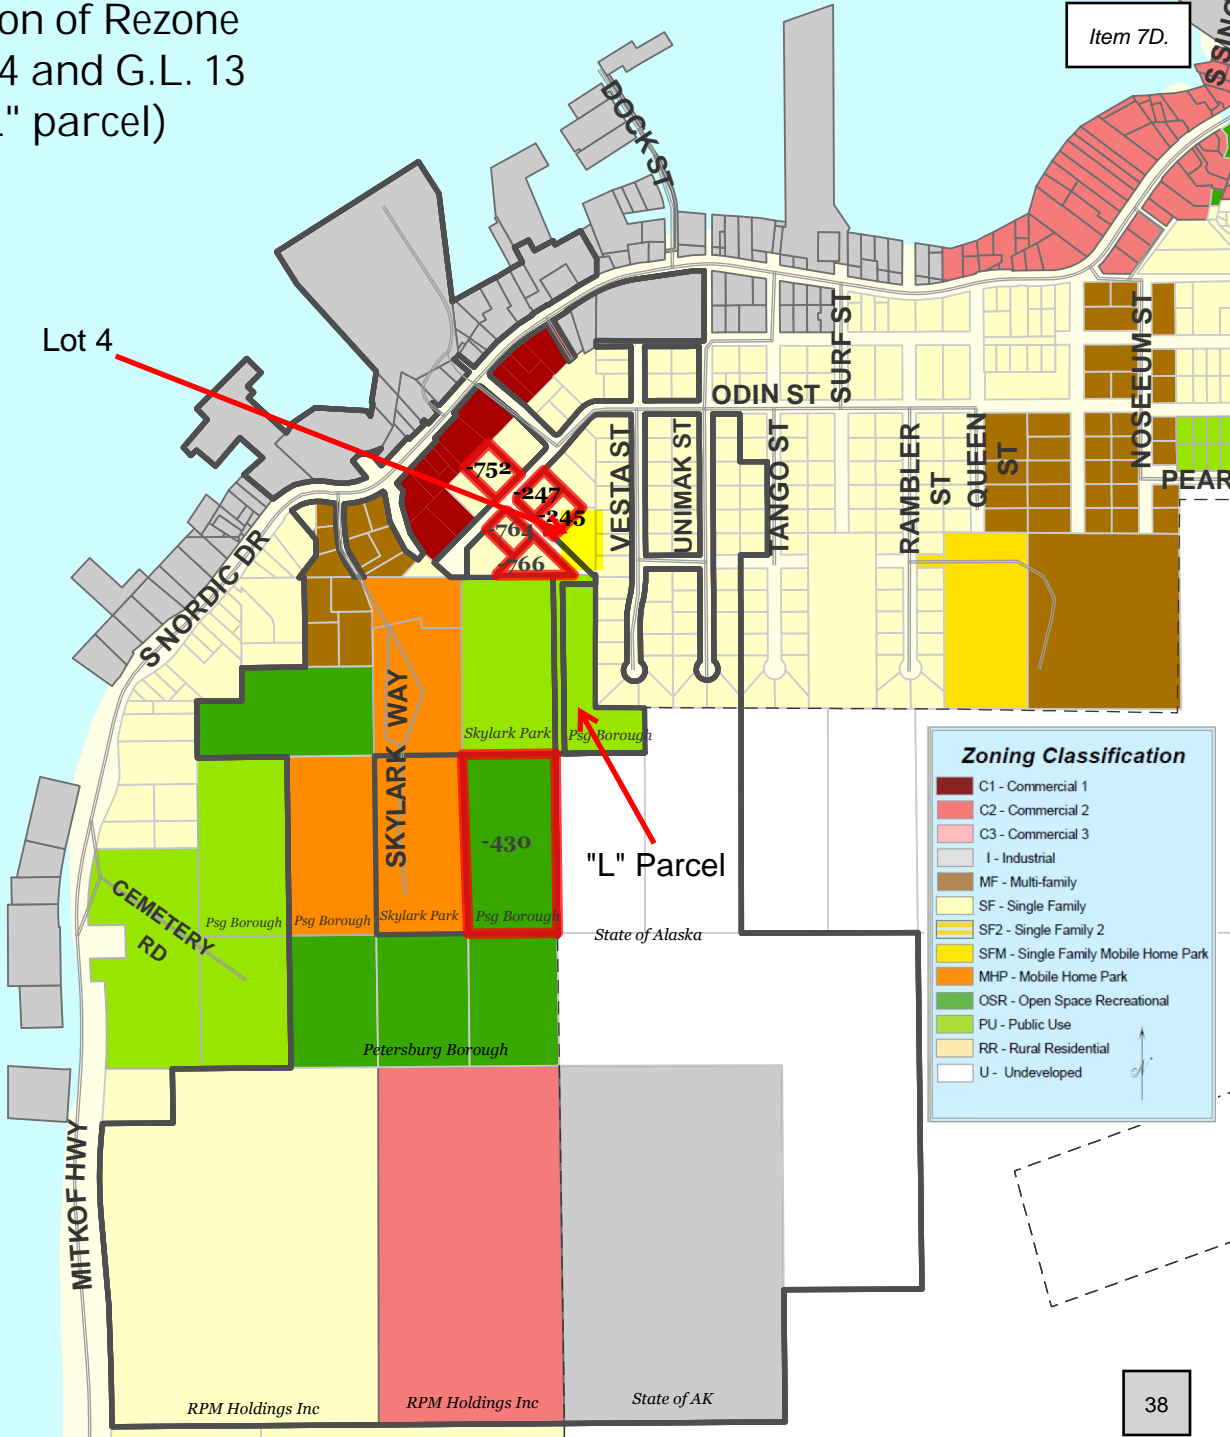 on of Rezone
4 and G.L. 13
" parcel)
Item 7D.
S SING
DOCK ST
Lot 4
SURF ST
NOSEEUM ST
ODIN ST
VESTA ST
UNIMAK ST
TANGO ST
RAMBLER
ST
QUEEN
ST
PEAR
-752
-247
-245
-764
-766
S NORDIC DR
SKYLARK WAY
Skylark Park
Psg Borough
-430
"L" Parcel
CEMETERY
RD
Psg Borough
Psg Borough
Skylark Park
Psg Borough
State of Alaska
Petersburg Borough
MITKOF HWY
RPM Holdings Inc
RPM Holdings Inc
State of AK
Zoning Classification
C1 - Commercial 1
C2 - Commercial 2
C3 - Commercial 3
I - Industrial
MF - Multi-family
SF - Single Family
SF2 - Single Family 2
SFM - Single Family Mobile Home Park
MHP - Mobile Home Park
OSR - Open Space Recreational
PU - Public Use
RR - Rural Residential
U - Undeveloped
N
38